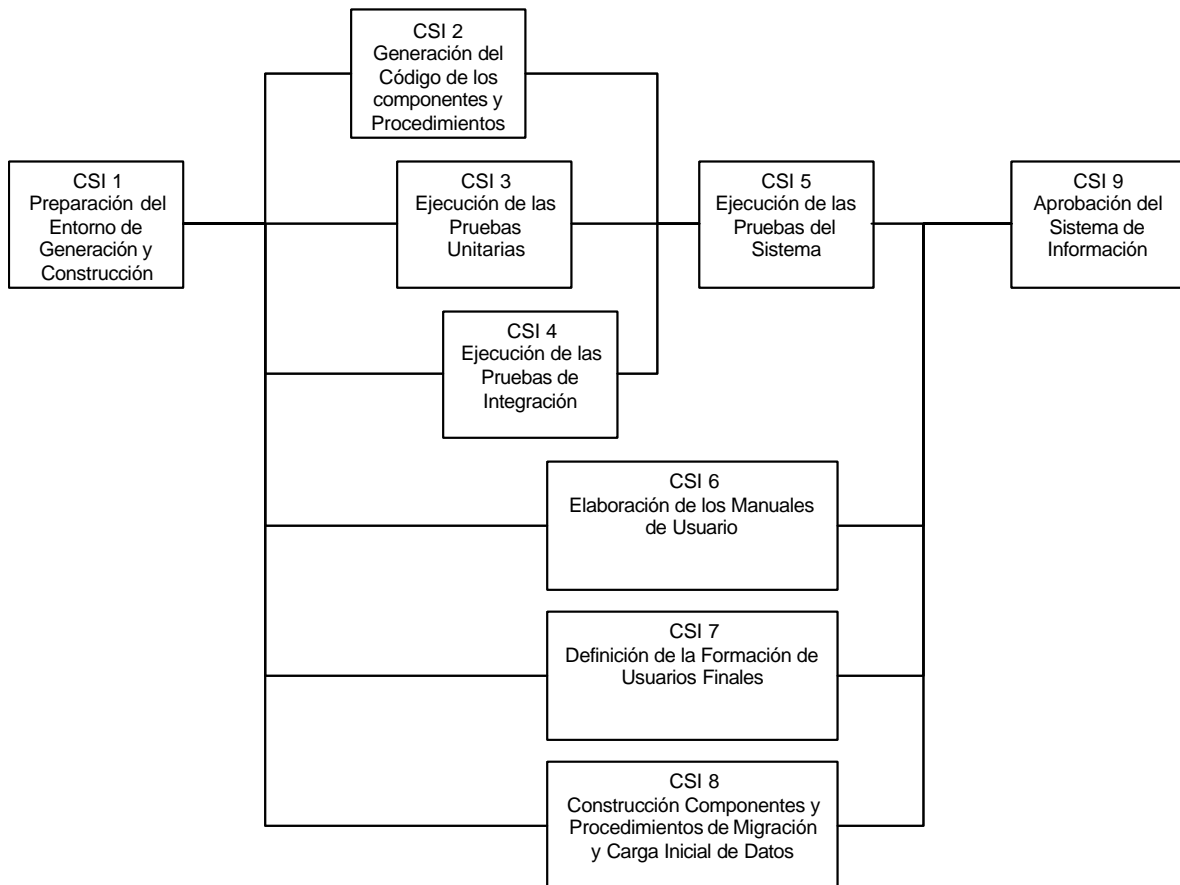 CSI 2
Generación del
Código de los
componentes y
Procedimientos
CSI 1
Preparación del
Entorno de
Generación y
Construcción
CSI 3
Ejecución de las
Pruebas
Unitarias
CSI 5
Ejecución de las
Pruebas del
Sistema
CSI 9
Aprobación del
Sistema de
Información
CSI 4
Ejecución de las
Pruebas de
Integración
CSI 6
Elaboración de los Manuales
de Usuario
CSI 7
Definición de la Formación de
Usuarios Finales
CSI 8
Construcción Componentes y
Procedimientos de Migración
y Carga Inicial de Datos